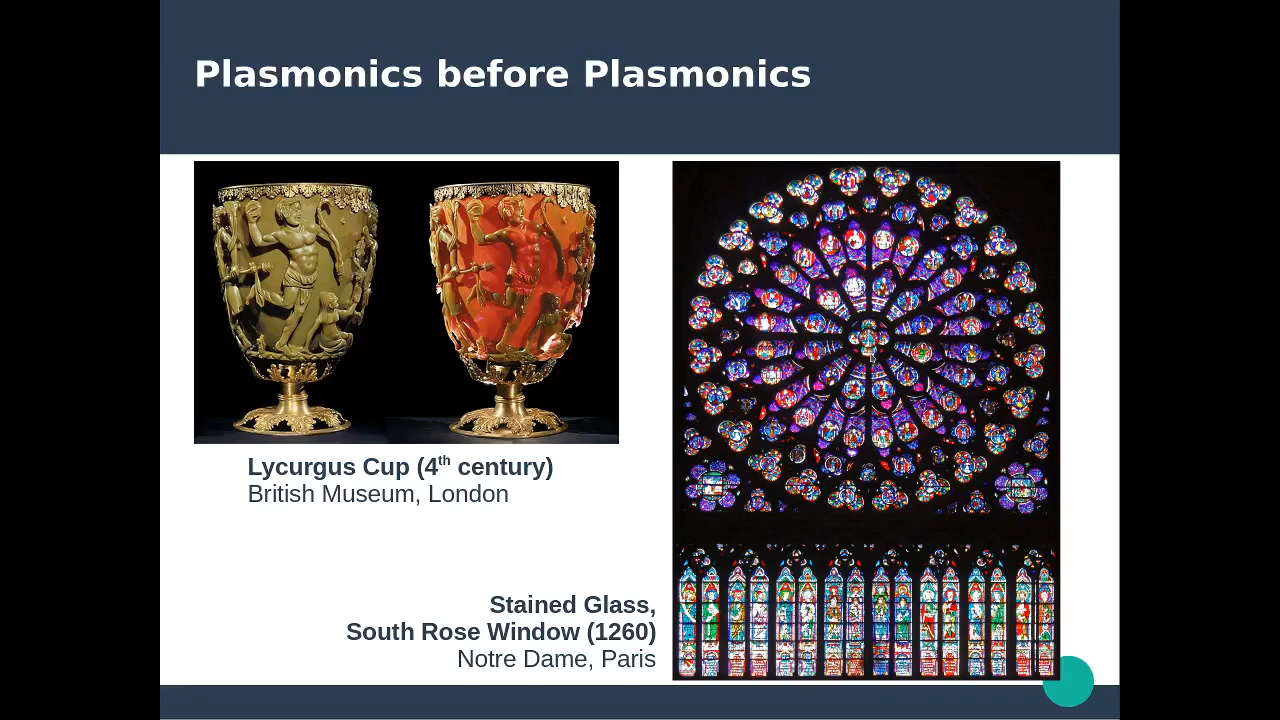 Plasmonics before Plasmonics
Lycurgus Cup (4th century)
British Museum, London
Stained Glass,
South Rose Window (1260)
Notre Dame, Paris